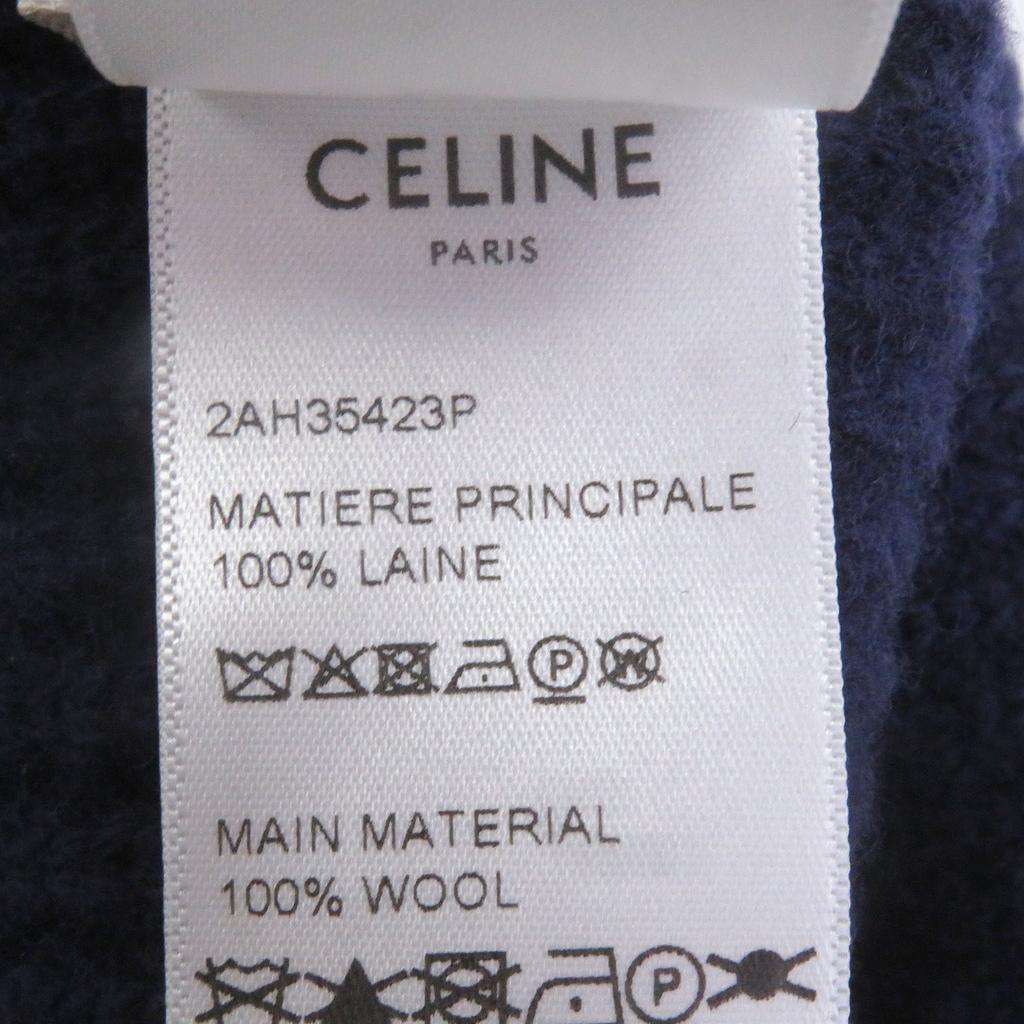 CELINE
PARIS
2AH35423P
MATIERE PRINCIPALE
100% LAINE
P W
MAIN MATERIAL
100% WOOL
P